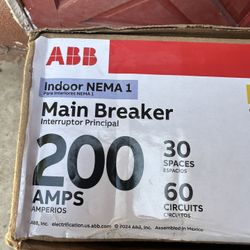 ABB
Indoor NEMA 1
Para Interiores NEMA 1
Main Breaker
Interruptor Principal
200
AMPS
AMPERIOS
30
SPACES
ESPACIOS
60
CIRCUITS
CIRCUITOS
ABB, Inc. electrification.us.abb.com © 2024 ABB, Inc. Assembled in Mexico